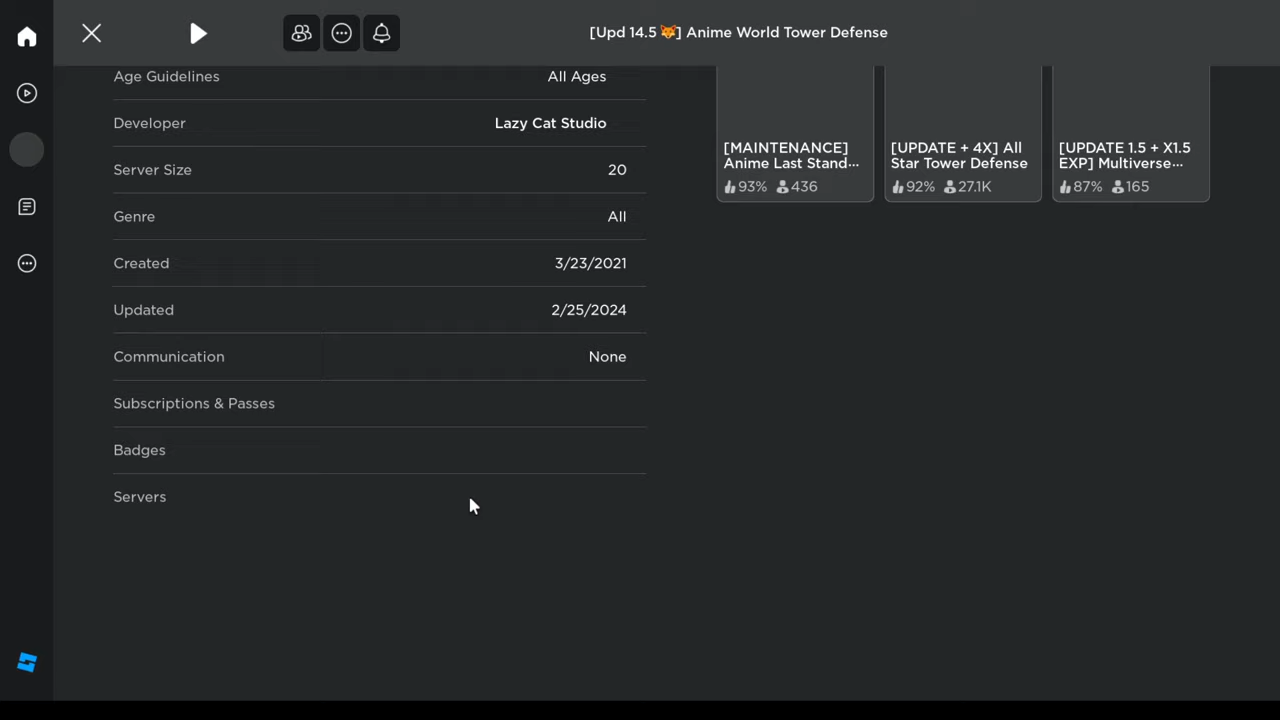 [Upd 14.5 🦊] Anime World Tower Defense
Age Guidelines All Ages
Developer Lazy Cat Studio
Server Size 20
Genre All
Created 3/23/2021
Updated 2/25/2024
Communication None
Subscriptions & Passes
Badges
Servers
[MAINTENANCE]
Anime Last Stand...
93% 436
[UPDATE + 4X] All
Star Tower Defense
92% 27.1K
[UPDATE 1.5 + X1.5
EXP] Multiverse...
87% 165